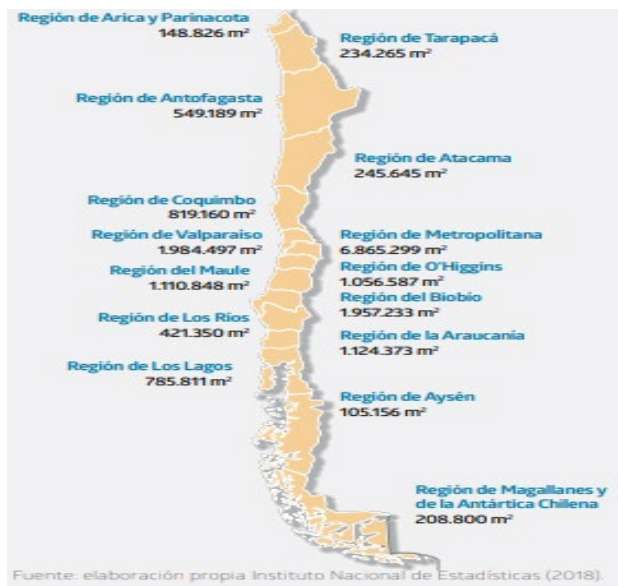 Región de Arica y Parinacota
148.826 m²
Región de Tarapacá
234.265 m²
Región de Antofagasta
549.189 m²
Región de Atacama
245.645 m²
Región de Coquimbo
819.160 m²
Región de Valparaiso
1.984.497 m²
Región de Metropolitana
6.865.299 m²
Región del Maule
1.110.848 m²
Región de O'Higgins
1.056.587 m²
Región del Biobío
1.957.233 m²
Región de Los Ríos
421.350 m²
Región de la Araucanía
1.124.373 m²
Región de Los Lagos
785.811 m²
Región de Aysén
105.156 m²
Región de Magallanes y
de la Antártica Chilena
208.800 m²
Fuente: elaboración propia Instituto Nacional de Estadísticas (2018).